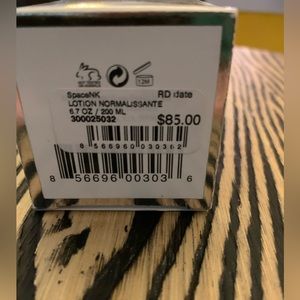 12M
SpaceNK RD date
LOTION NORMALISSANTE
6.7 OZ / 200 ML
300025032 $85.00
8 566960 030362
8 56696 00303 6